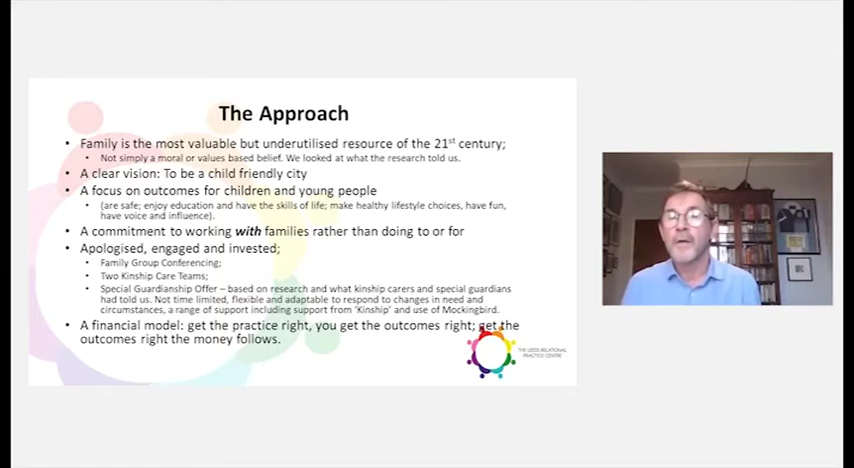 The Approach
• Family is the most valuable but underutilised resource of the 21st century;
• Not simply a moral or values based belief. We looked at what the research told us.
• A clear vision: To be a child friendly city
• A focus on outcomes for children and young people
• (are safe; enjoy education and have the skills of life; make healthy lifestyle choices, have fun,
have voice and influence).
• A commitment to working with families rather than doing to or for
• Apologised, engaged and invested;
• Family Group Conferencing;
• Two Kinship Care Teams;
• Special Guardianship Offer – based on research and what kinship carers and special guardians
had told us. Not time limited, flexible and adaptable to respond to changes in need and
circumstances, a range of support including support from 'Kinship' and use of Mockingbird.
• A financial model: get the practice right, you get the outcomes right; get the
outcomes right the money follows.
THE LEEDS RELATIONAL
PRACTICE CENTRE